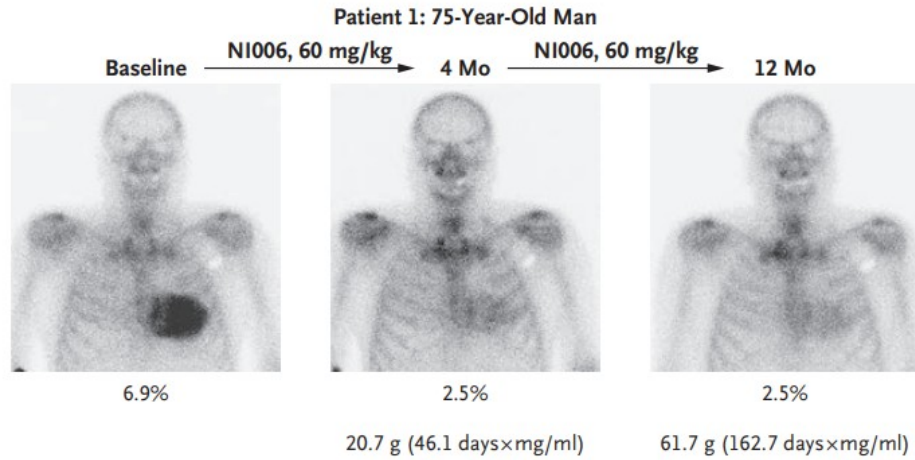 Patient 1: 75-Year-Old Man
NI006, 60 mg/kg NI006, 60 mg/kg
Baseline 4 Mo 12 Mo
6.9% 2.5% 2.5%
20.7 g (46.1 days×mg/ml) 61.7 g (162.7 days×mg/ml)